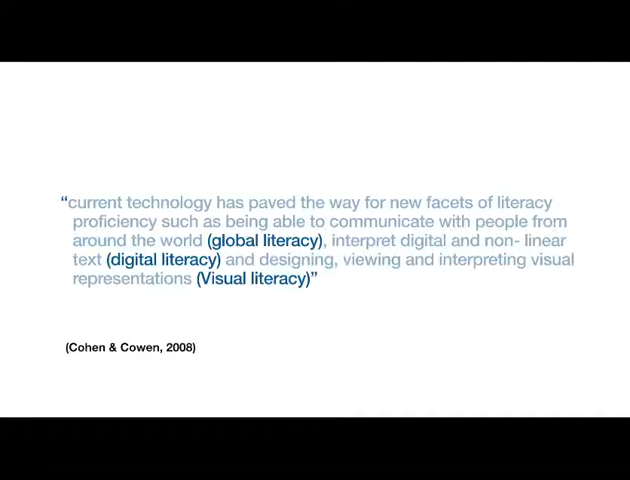 “current technology has paved the way for new facets of literacy
proficiency such as being able to communicate with people from
around the world (global literacy), interpret digital and non- linear
text (digital literacy) and designing, viewing and interpreting visual
representations (Visual literacy)”
(Cohen & Cowen, 2008)